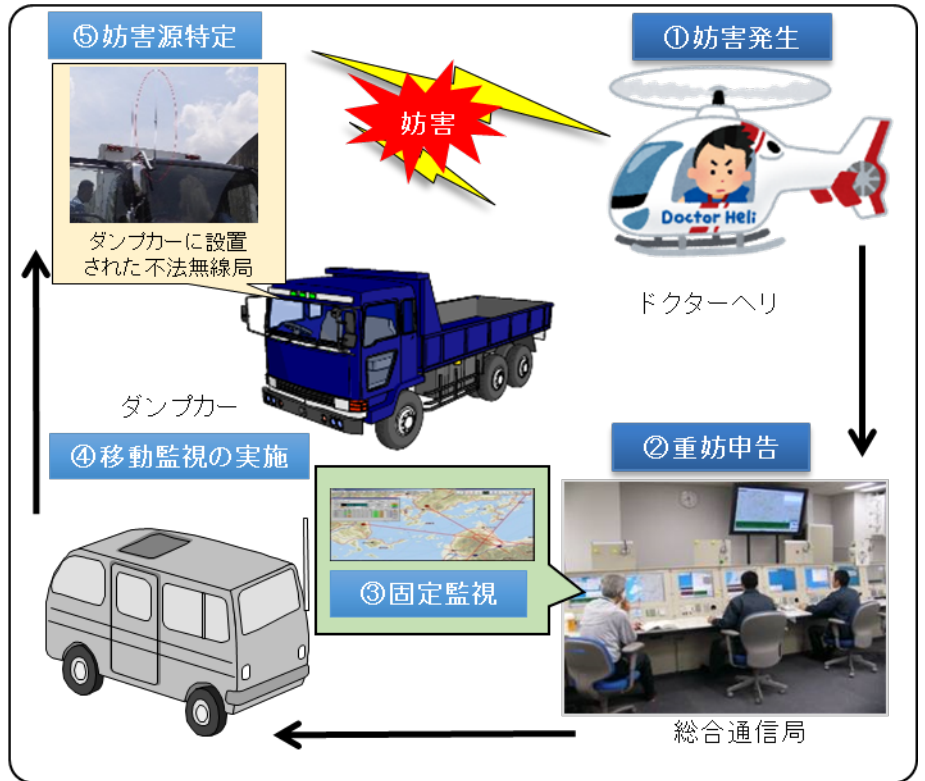 ⑤妨害源特定
①妨害発生
妨害
Doctor Heli
ダンプカーに設置
された不法無線局
ドクターヘリ
ダンプカー
④移動監視の実施
②重妨申告
③固定監視
総合通信局